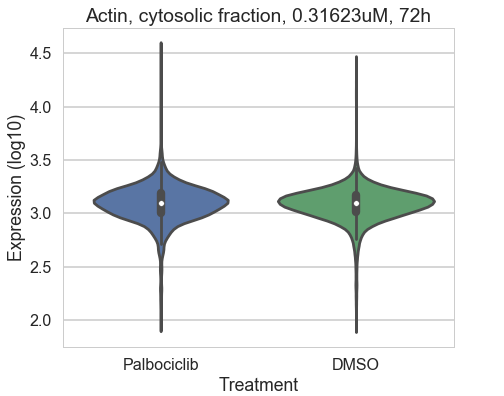 Actin, cytosolic fraction, 0.31623uM, 72h
Expression (log10)
4.5
4.0
3.5
3.0
2.5
2.0
Palbociclib
DMSO
Treatment